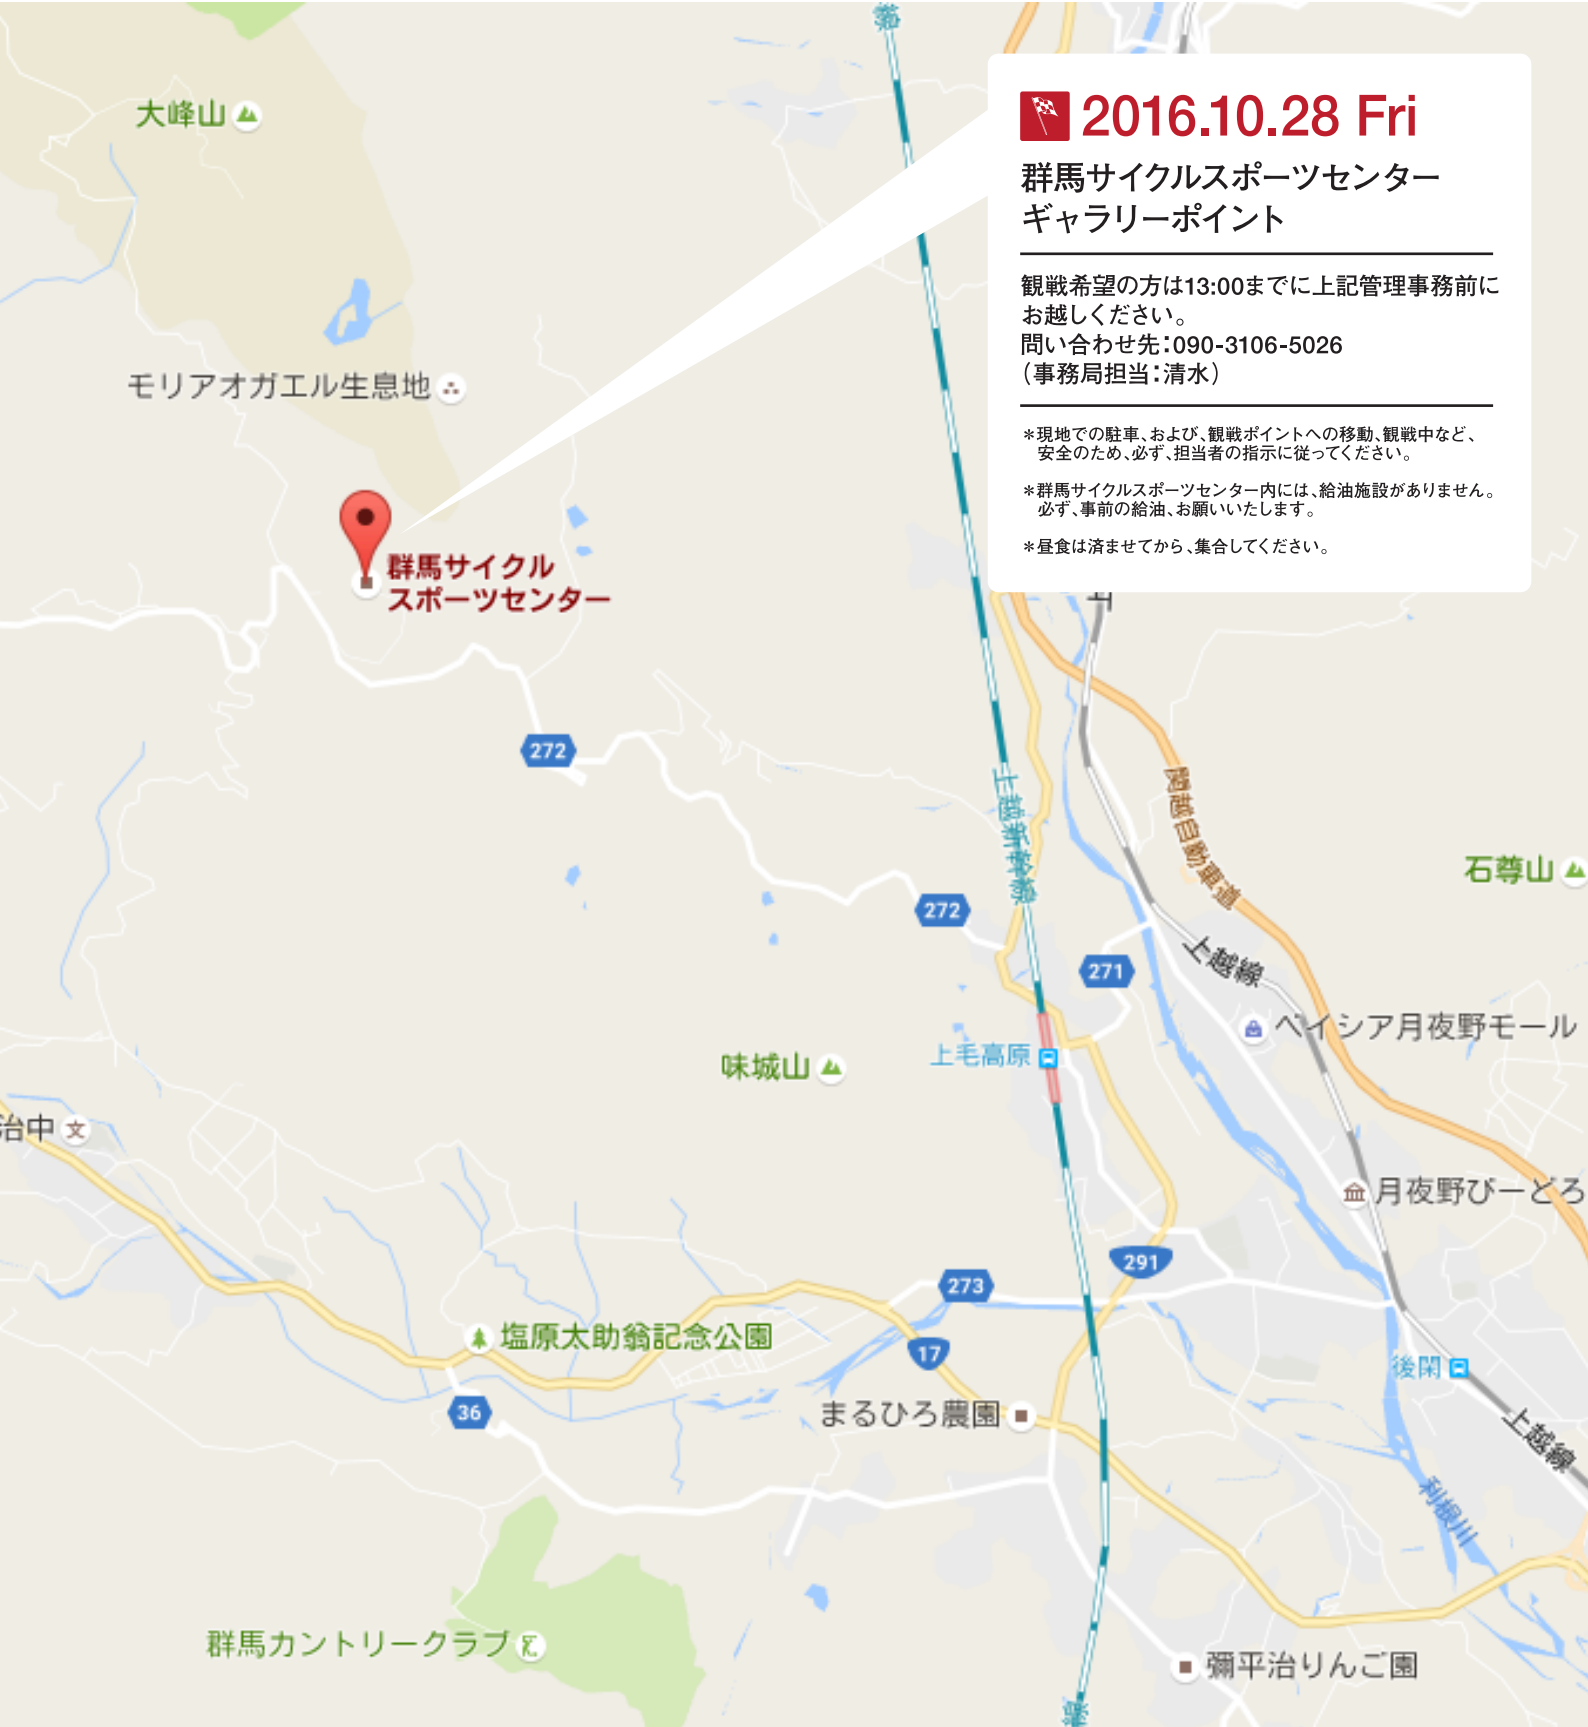 2016.10.28 Fri
群馬サイクルスポーツセンター
ギャラリーポイント
観戦希望の方は13:00までに上記管理事務前に
お越しください。
問い合わせ先：090-3106-5026
（事務局担当：清水）
＊現地での駐車、および、観戦ポイントへの移動、観戦中など、
安全のため、必ず、担当者の指示に従ってください。
＊群馬サイクルスポーツセンター内には、給油施設がありません。
必ず、事前の給油、お願いいたします。
＊昼食は済ませてから、集合してください。
大峰山
モリアオガエル生息地
群馬サイクル
スポーツセンター
272
上越新幹線
関越自動車道
石尊山
272
271
上越線
ベイシア月夜野モール
上毛高原
味城山
治中
文
月夜野びーどろ
291
273
塩原太助翁記念公園
17
後閑
36
まるひろ農園
上越線
利根川
群馬カントリークラブ
彌平治りんご園
線